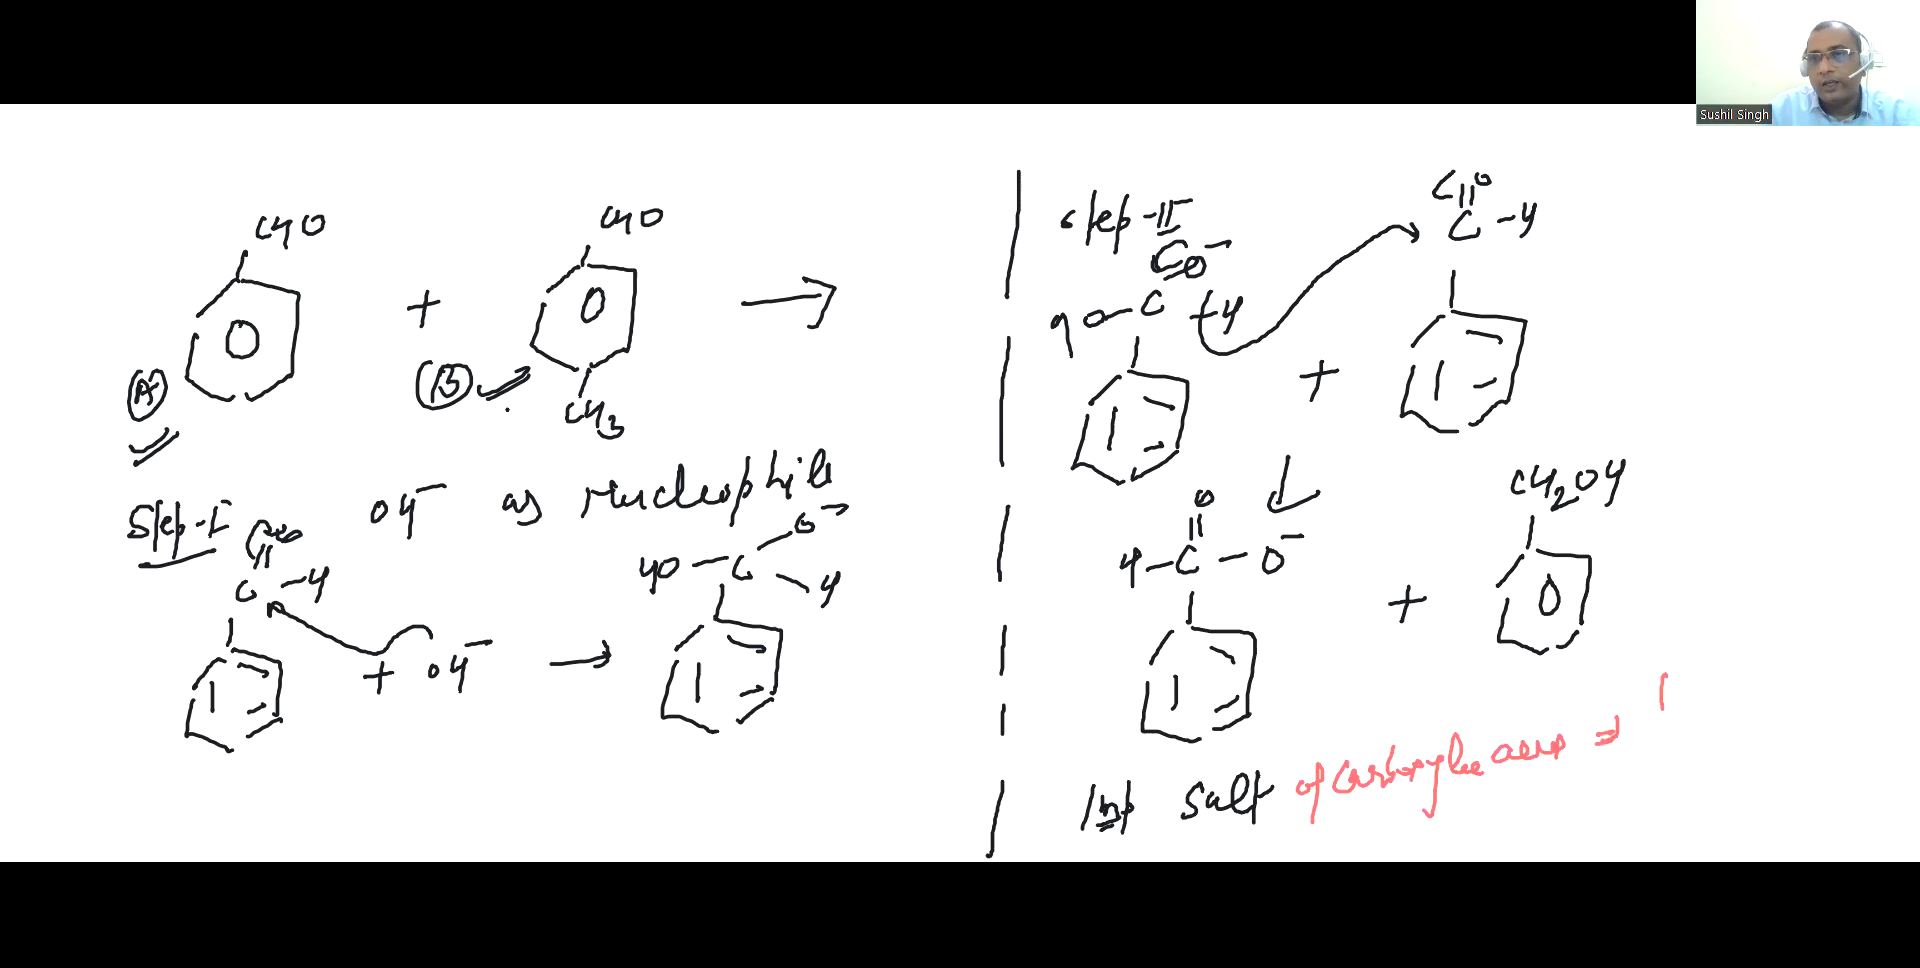 Sushil Singh
CHO + CHO →
(A) (B)
CH3
Step-I OH⁻ as nucleophile
O
C-H + OH⁻ → HO-C-H
O⁻
Step-II
O⁻
HO-C-H + C-H
O
O
H-C-O⁻ + CH2OH
Imp Salt of Carboxylic acid ⇒